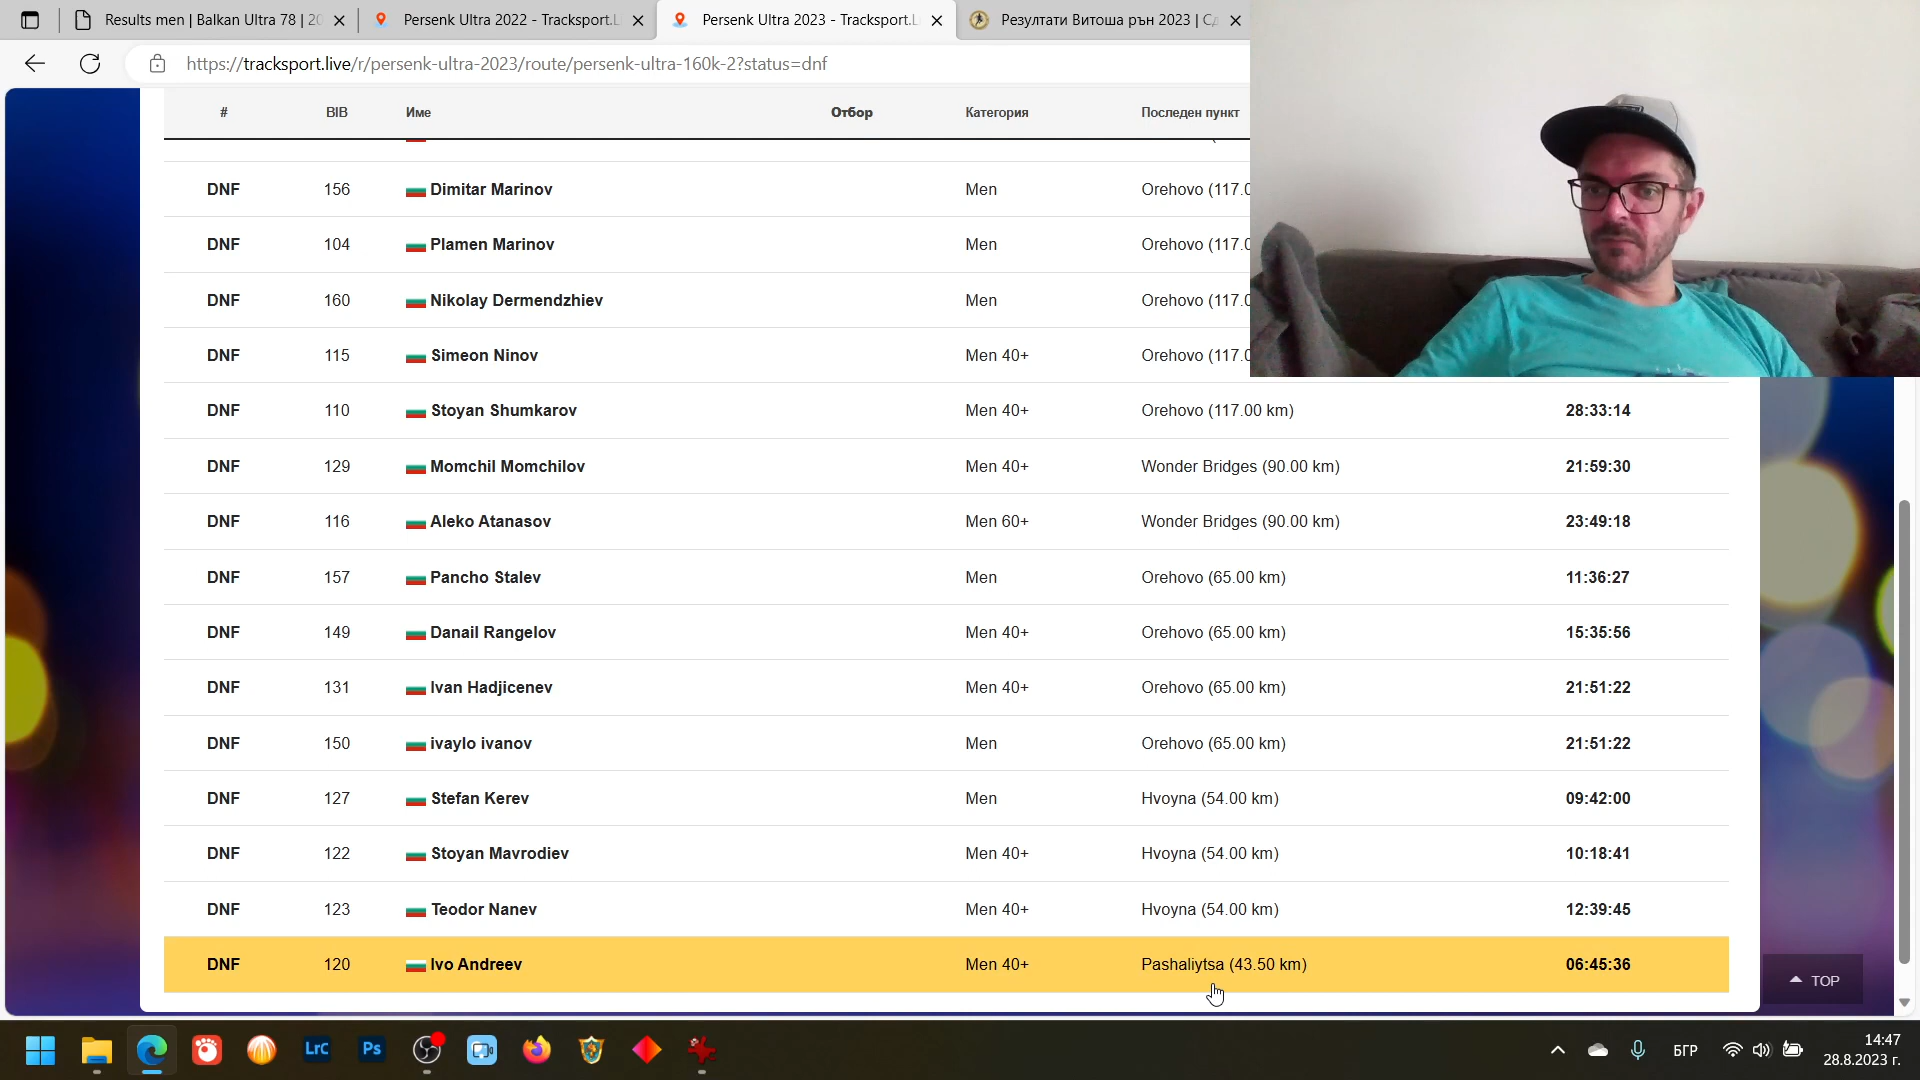 Results men | Balkan Ultra 78 | 20
Persenk Ultra 2022 - Tracksport.L
Persenk Ultra 2023 - Tracksport.L
Резултати Витоша рън 2023 | Сд
https://tracksport.live/r/persenk-ultra-2023/route/persenk-ultra-160k-2?status=dnf
# BIB Име Отбор Категория Последен пункт
DNF 156 Dimitar Marinov Men Orehovo (117.0
DNF 104 Plamen Marinov Men Orehovo (117.0
DNF 160 Nikolay Dermendzhiev Men Orehovo (117.0
DNF 115 Simeon Ninov Men 40+ Orehovo (117.0
DNF 110 Stoyan Shumkarov Men 40+ Orehovo (117.00 km) 28:33:14
DNF 129 Momchil Momchilov Men 40+ Wonder Bridges (90.00 km) 21:59:30
DNF 116 Aleko Atanasov Men 60+ Wonder Bridges (90.00 km) 23:49:18
DNF 157 Pancho Stalev Men Orehovo (65.00 km) 11:36:27
DNF 149 Danail Rangelov Men 40+ Orehovo (65.00 km) 15:35:56
DNF 131 Ivan Hadjicenev Men 40+ Orehovo (65.00 km) 21:51:22
DNF 150 ivaylo ivanov Men Orehovo (65.00 km) 21:51:22
DNF 127 Stefan Kerev Men Hvoyna (54.00 km) 09:42:00
DNF 122 Stoyan Mavrodiev Men 40+ Hvoyna (54.00 km) 10:18:41
DNF 123 Teodor Nanev Men 40+ Hvoyna (54.00 km) 12:39:45
DNF 120 Ivo Andreev Men 40+ Pashaliytsa (43.50 km) 06:45:36
TOP
LrC Ps БГР 14:47
28.8.2023 г.